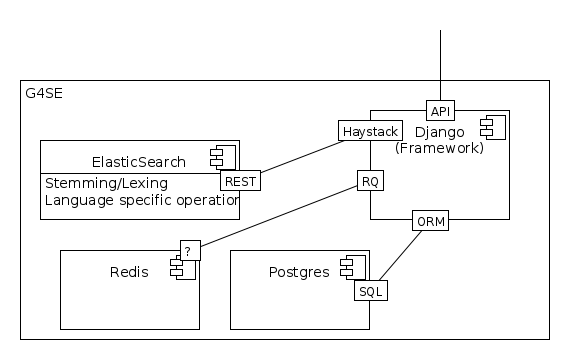 G4SE
API
Haystack
Django
(Framework)
ElasticSearch
REST
Stemming/Lexing
Language specific operation
RQ
ORM
?
Redis
Postgres
SQL